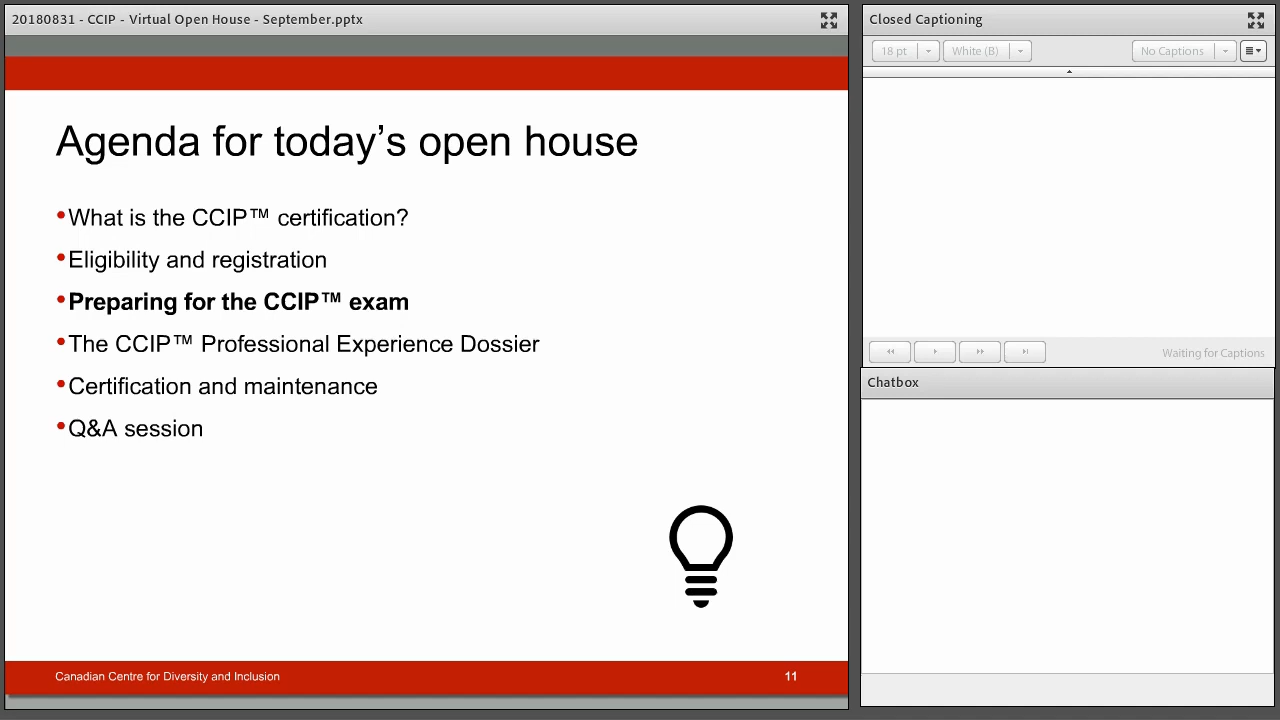 20180831 - CCIP - Virtual Open House - September.pptx
Agenda for today’s open house
•What is the CCIP™ certification?
•Eligibility and registration
•Preparing for the CCIP™ exam
•The CCIP™ Professional Experience Dossier
•Certification and maintenance
•Q&A session
Canadian Centre for Diversity and Inclusion 11
Closed Captioning
18 pt White (B) No Captions
Waiting for Captions
Chatbox